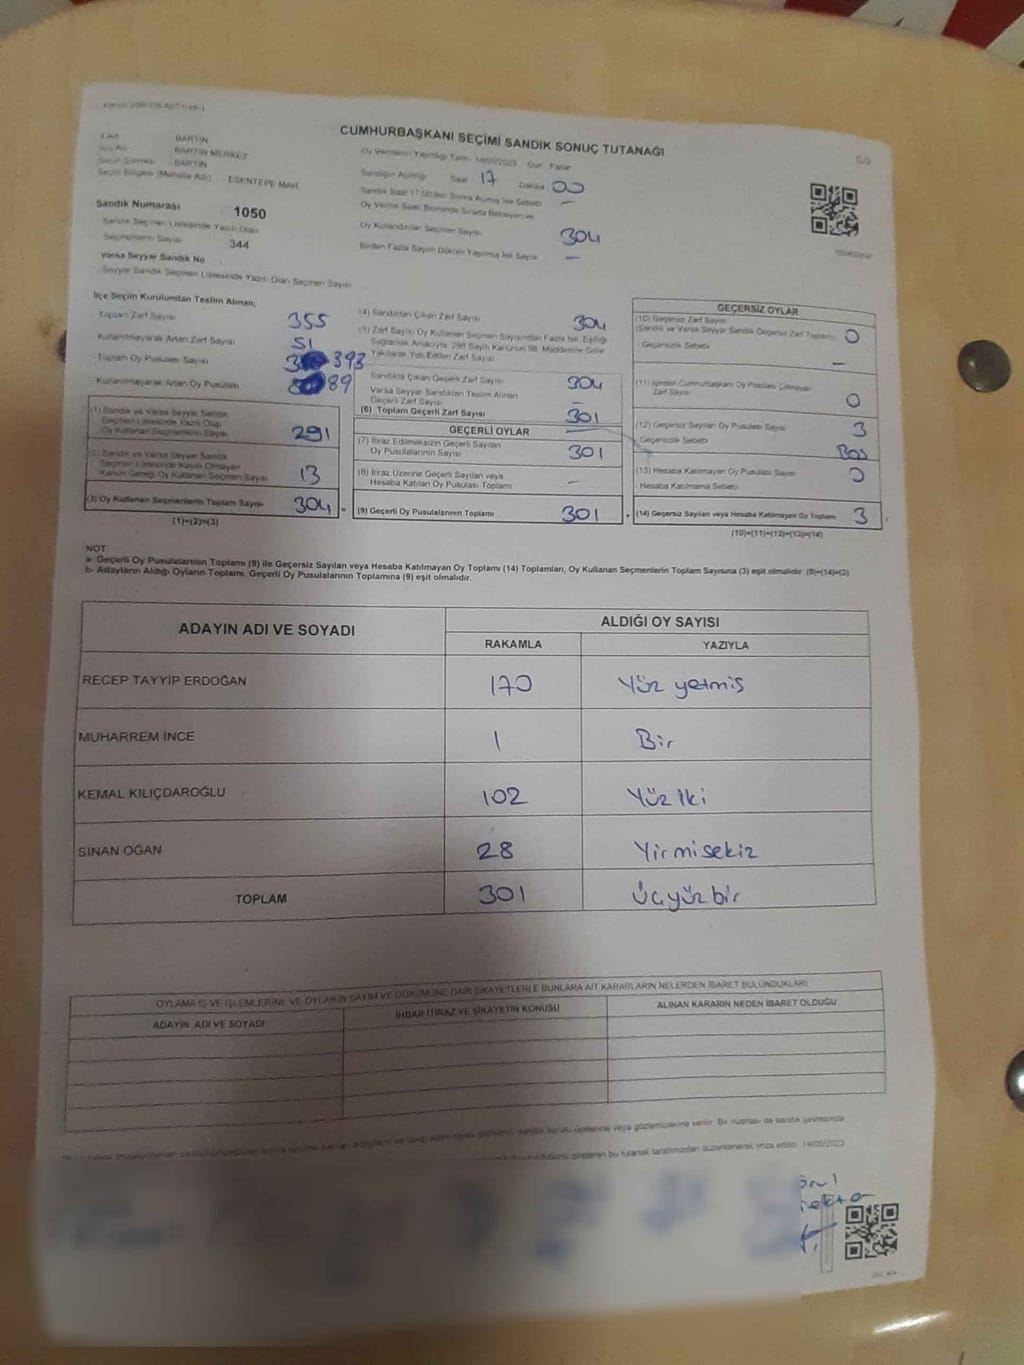 CUMHURBAŞKANI SEÇİMİ SANDIK SONUÇ TUTANAĞI
BARTIN
BARTIN MERKEZ
BARTIN
Seçim Bölgesi (Mahalle Adı) ESENTEPE MAH.
Oy Vermenin Yapıldığı Tarih 14/05/2023 Gün Pazar
Sandığın Açıldığı Saat 17 Dakika 00
Sandık Saat 17:00'den Sonra Açılmış İse Sebebi -
Oy Verme Saati Bitiminde Sırada Bekleyen ve
Oy Kullandırılan Seçmen Sayısı 304
Birden Fazla Sayım Döküm Yapılmış İse Sayısı -
Sandık Numarası 1050
Sandık Seçmen Listesinde Yazılı Olan
Seçmenlerin Sayısı 344
Varsa Seyyar Sandık No
Seyyar Sandık Seçmen Listesinde Yazılı Olan Seçmen Sayısı
İlçe Seçim Kurulundan Teslim Alınan;
Toplam Zarf Sayısı 355
Kullanılmayarak Artan Zarf Sayısı 51
Toplam Oy Pusulası Sayısı 393
Kullanılmayarak Artan Oy Pusulası 89
(1) Sandık ve Varsa Seyyar Sandık
Seçmen Listesinde Yazılı Olup
Oy Kullanan Seçmenlerin Sayısı 291
(2) Sandık ve Varsa Seyyar Sandık
Seçmen Listesinde Kayıtlı Olmayan
Kanun Gereği Oy Kullanan Seçmen Sayısı 13
(3) Oy Kullanan Seçmenlerin Toplam Sayısı 304
(1)+(2)=(3)
(4) Sandıktan Çıkan Zarf Sayısı 304
(5) Zarf Sayısı Oy Kullanan Seçmen Sayısından Fazla İse, Eşitliği
Sağlamak Amacıyla, 298 Sayılı Kanunun 98. Maddesine Göre
Yakılarak Yok Edilen Zarf Sayısı -
Sandıkta Çıkan Geçerli Zarf Sayısı 304
Varsa Seyyar Sandıktan Teslim Alınan
Geçerli Zarf Sayısı -
(6) Toplam Geçerli Zarf Sayısı 301
GEÇERLİ OYLAR
(7) İtiraz Edilmeksizin Geçerli Sayılan
Oy Pusulalarının Sayısı 301
(8) İtiraz Üzerine Geçerli Sayılan veya
Hesaba Katılan Oy Pusulası Toplamı -
= (9) Geçerli Oy Pusulalarının Toplamı 301
GEÇERSİZ OYLAR
(10) Geçersiz Zarf Sayısı
(Sandık ve Varsa Seyyar Sandık Geçersiz Zarf Toplamı) 0
Geçersizlik Sebebi -
(11) İçinden Cumhurbaşkanı Oy Pusulası Çıkmayan
Zarf Sayısı 0
(12) Geçersiz Sayılan Oy Pusulası Sayısı 3
Geçersizlik Sebebi Boş
(13) Hesaba Katılmayan Oy Pusulası Sayısı 0
Hesaba Katılmama Sebebi
+ (14) Geçersiz Sayılan veya Hesaba Katılmayan Oy Toplamı 3
(10)+(11)+(12)+(13)=(14)
NOT:
a- Geçerli Oy Pusulalarının Toplamı (9) ile Geçersiz Sayılan veya Hesaba Katılmayan Oy Toplamı (14) Toplamları, Oy Kullanan Seçmenlerin Toplam Sayısına (3) eşit olmalıdır. (9)+(14)=(3)
b- Adayların Aldığı Oyların Toplamı, Geçerli Oy Pusulalarının Toplamına (9) eşit olmalıdır.
ADAYIN ADI VE SOYADI ALDIĞI OY SAYISI
RAKAMLA YAZIYLA
RECEP TAYYİP ERDOĞAN 170 Yüz yetmiş
MUHARREM İNCE 1 Bir
KEMAL KILIÇDAROĞLU 102 Yüz iki
SİNAN OĞAN 28 Yirmisekiz
TOPLAM 301 Üçyüz bir
OYLAMA İŞ VE İŞLEMLERİNE VE OYLARIN SAYIM VE DÖKÜMÜNE DAİR ŞİKAYETLERLE BUNLARA AİT KARARLARIN NELERDEN İBARET BULUNDUKLARI
ADAYIN ADI VE SOYADI İHBAR İTİRAZ VE ŞİKAYETİN KONUSU ALINAN KARARIN NEDEN İBARET OLDUĞU